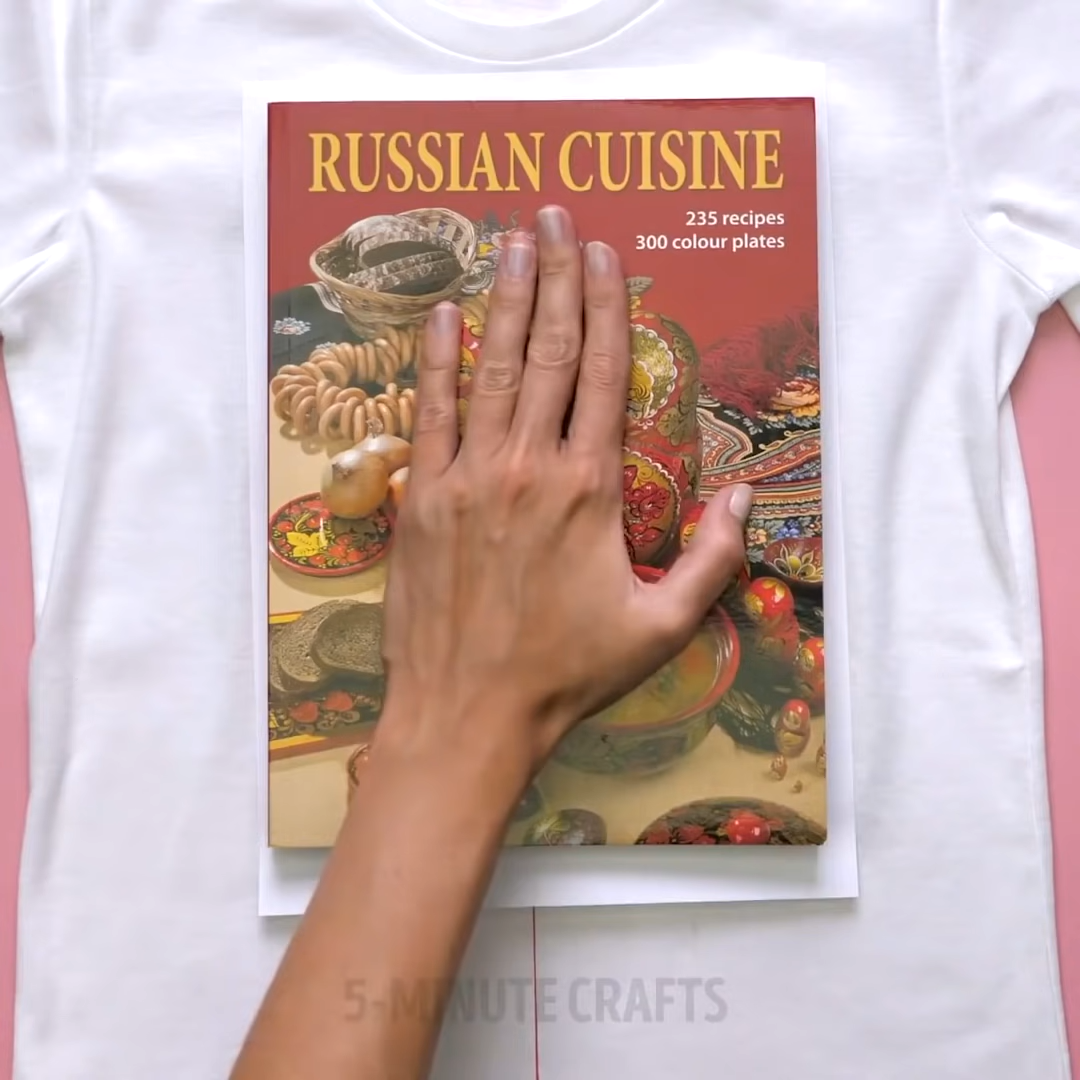 RUSSIAN CUISINE
235 recipes
300 colour plates
5-MINUTE CRAFTS